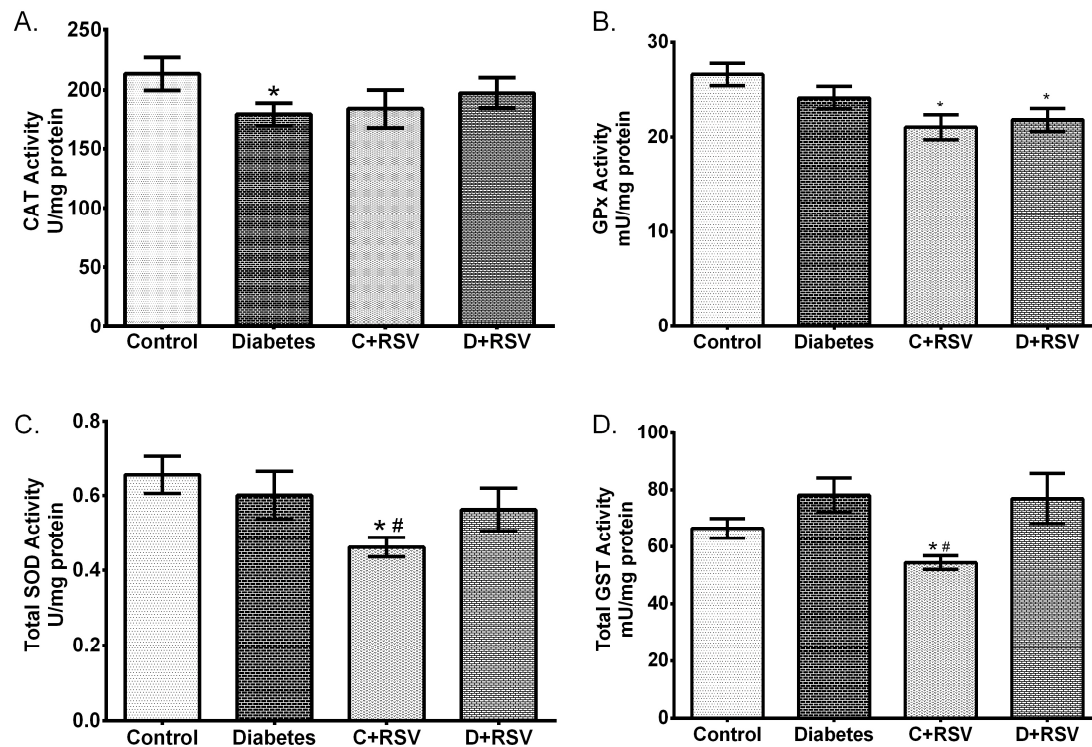 A.
CAT Activity
U/mg protein
250
200
150
100
50
0
*
Control Diabetes C+RSV D+RSV
B.
GPx Activity
mU/mg protein
30
20
10
0
* *
Control Diabetes C+RSV D+RSV
C.
Total SOD Activity
U/mg protein
0.8
0.6
0.4
0.2
0.0
* #
Control Diabetes C+RSV D+RSV
D.
Total GST Activity
mU/mg protein
100
80
60
40
20
0
* #
Control Diabetes C+RSV D+RSV